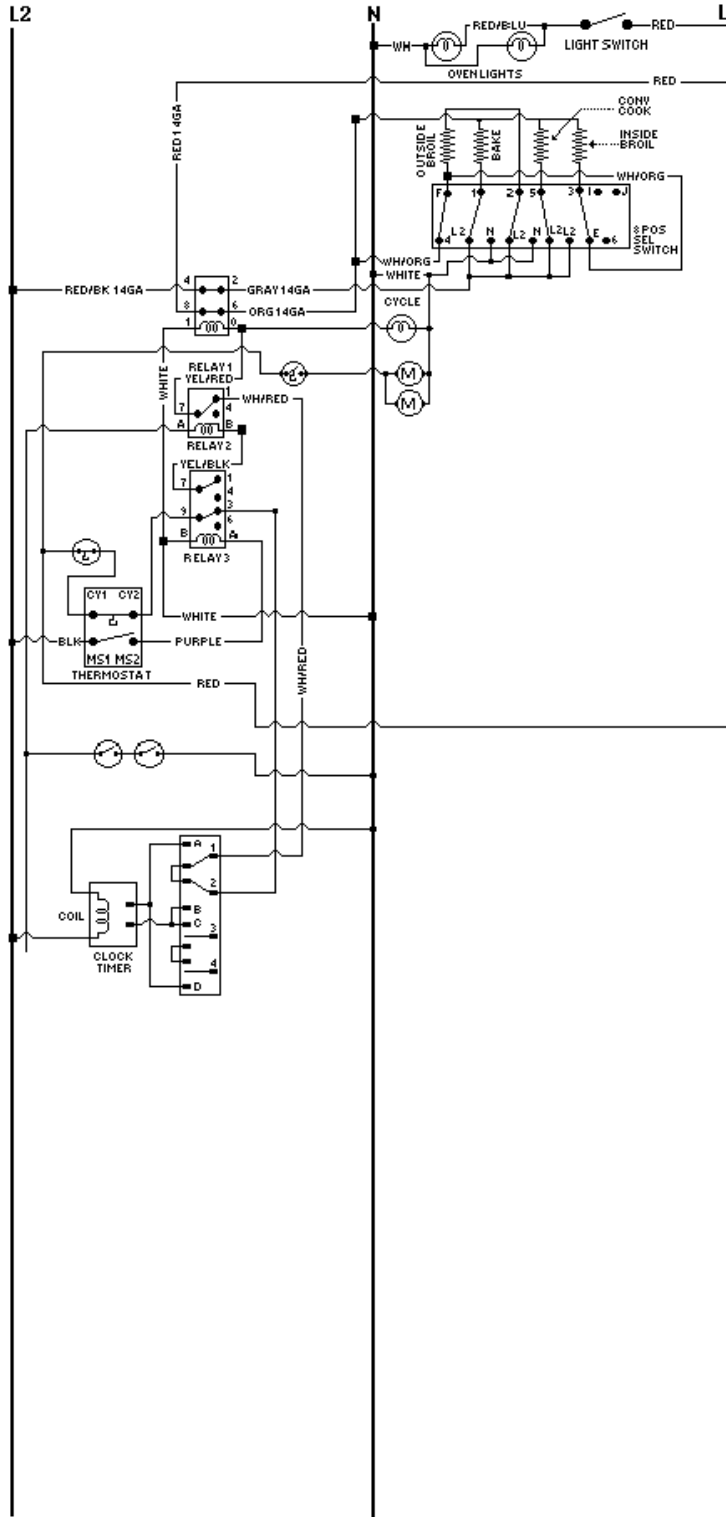 L2
N
L
WH
RED/BLU
RED
OVEN LIGHTS
LIGHT SWITCH
RED
RED 14GA
OUTSIDE
BROIL
BAKE
CONV
COOK
INSIDE
BROIL
WH/ORG
F 1 2 5 3 I J
4 L2 N L2 N L2 L2 E 6
8 POS
SEL
SWITCH
WH/ORG
WHITE
RED/BK 14GA
4 2
GRAY 14GA
8 6
ORG 14GA
1 0
CYCLE
WHITE
RELAY 1
YEL/RED
M
M
1
7 4
WH/RED
A B
RELAY 2
YEL/BLK
7 1
4
9 3
6
B A
RELAY 3
CY1 CY2
WHITE
BLK
PURPLE
MS1 MS2
THERMOSTAT
RED
WH/RED
COIL
CLOCK
TIMER
A
1
2
B
C
3
4
D